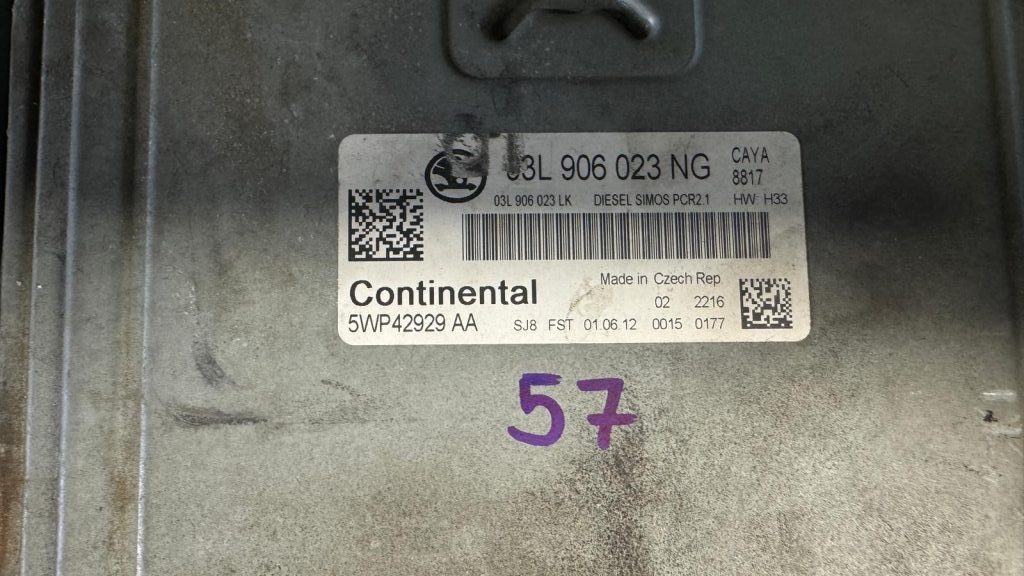 03L 906 023 NG
CAYA
8817
03L 906 023 LK DIESEL SIMOS PCR2.1 HW H33
Continental
Made in Czech Rep
02 2216
5WP42929 AA SJ8 FST 01.06.12 0015 0177
57